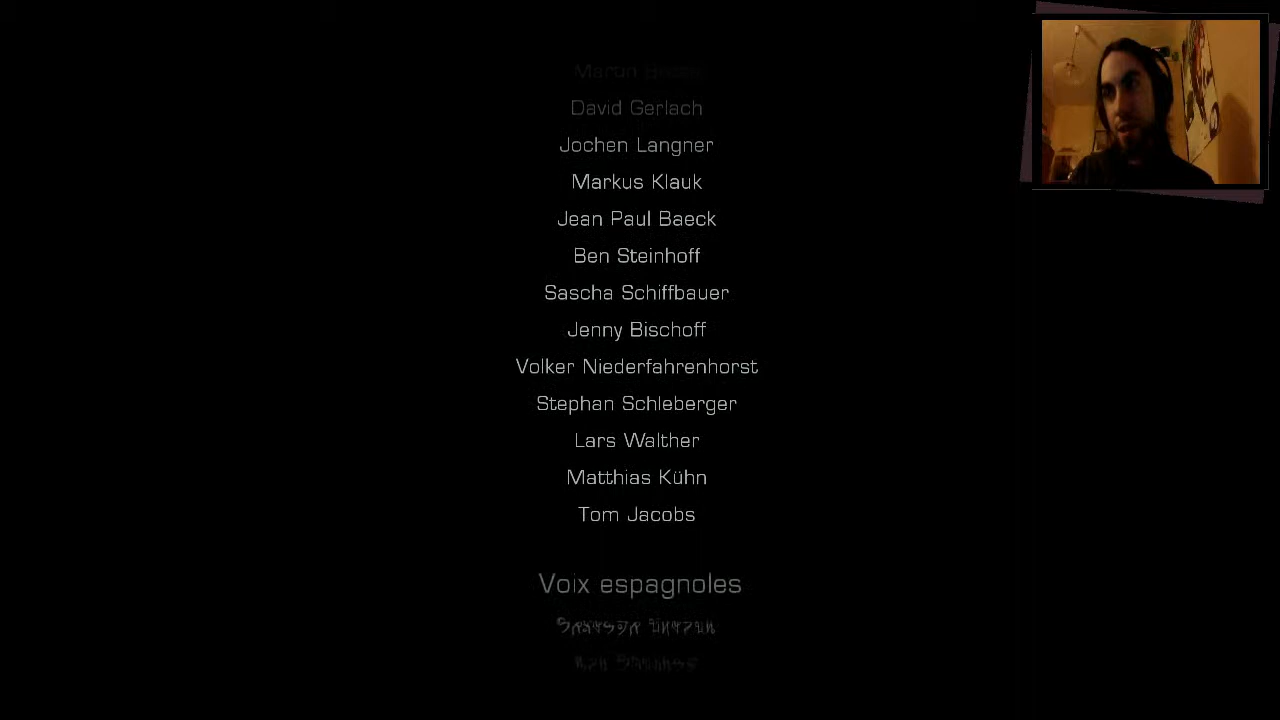 Martin
David Gerlach
Jochen Langner
Markus Klauk
Jean Paul Baeck
Ben Steinhoff
Sascha Schiffbauer
Jenny Bischoff
Volker Niederfahrenhorst
Stephan Schleberger
Lars Walther
Matthias Kühn
Tom Jacobs
Voix espagnoles